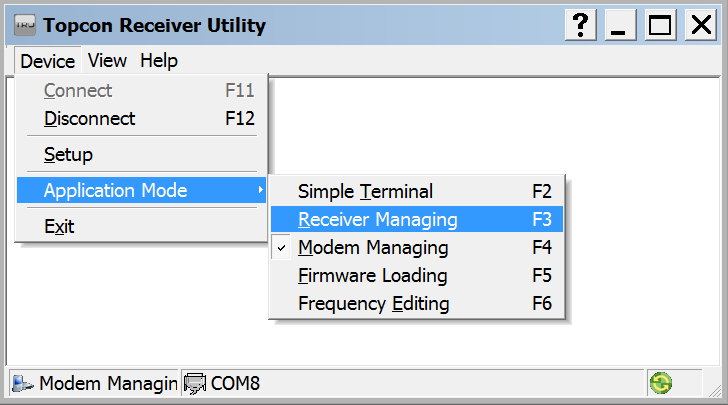 Topcon Receiver Utility
Device View Help
Connect F11
Disconnect F12
Setup
Application Mode
Exit
Simple Terminal F2
Receiver Managing F3
Modem Managing F4
Firmware Loading F5
Frequency Editing F6
Modem Managin COM8